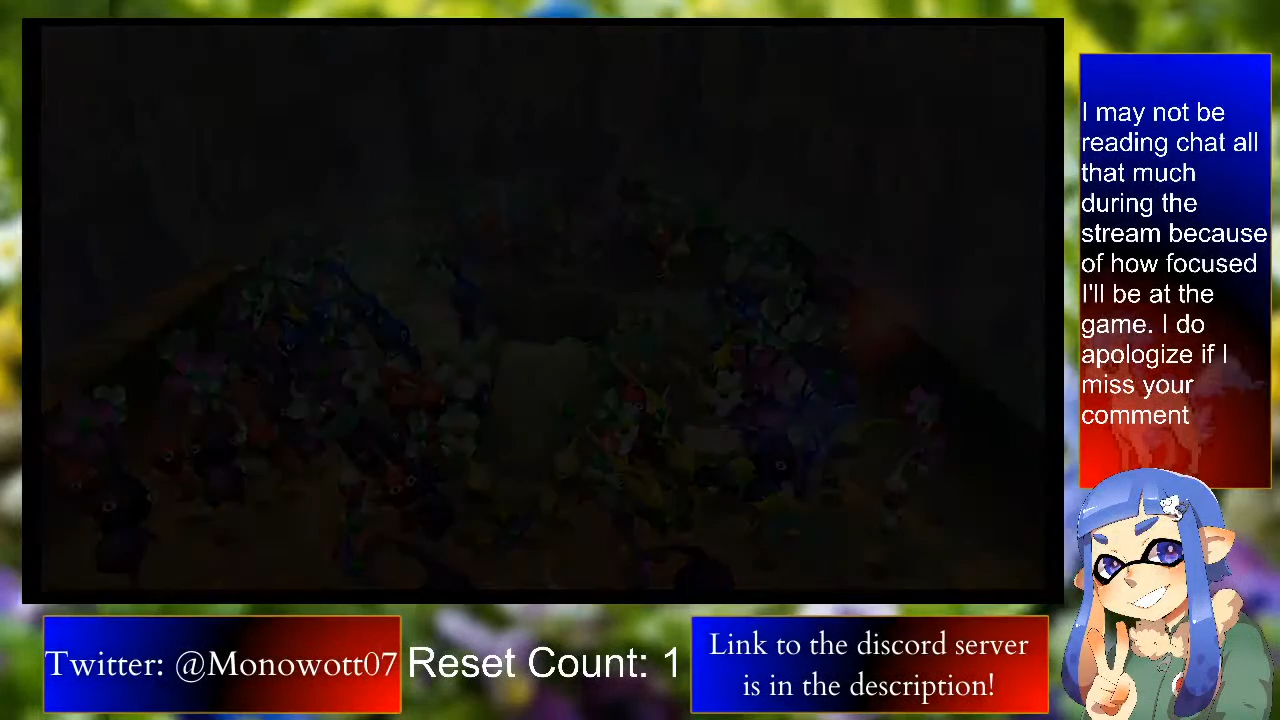 I may not be
reading chat all
that much
during the
stream because
of how focused
I'll be at the
game. I do
apologize if I
miss your
comment
Twitter: @Monowott07
Reset Count: 1
Link to the discord server
is in the description!